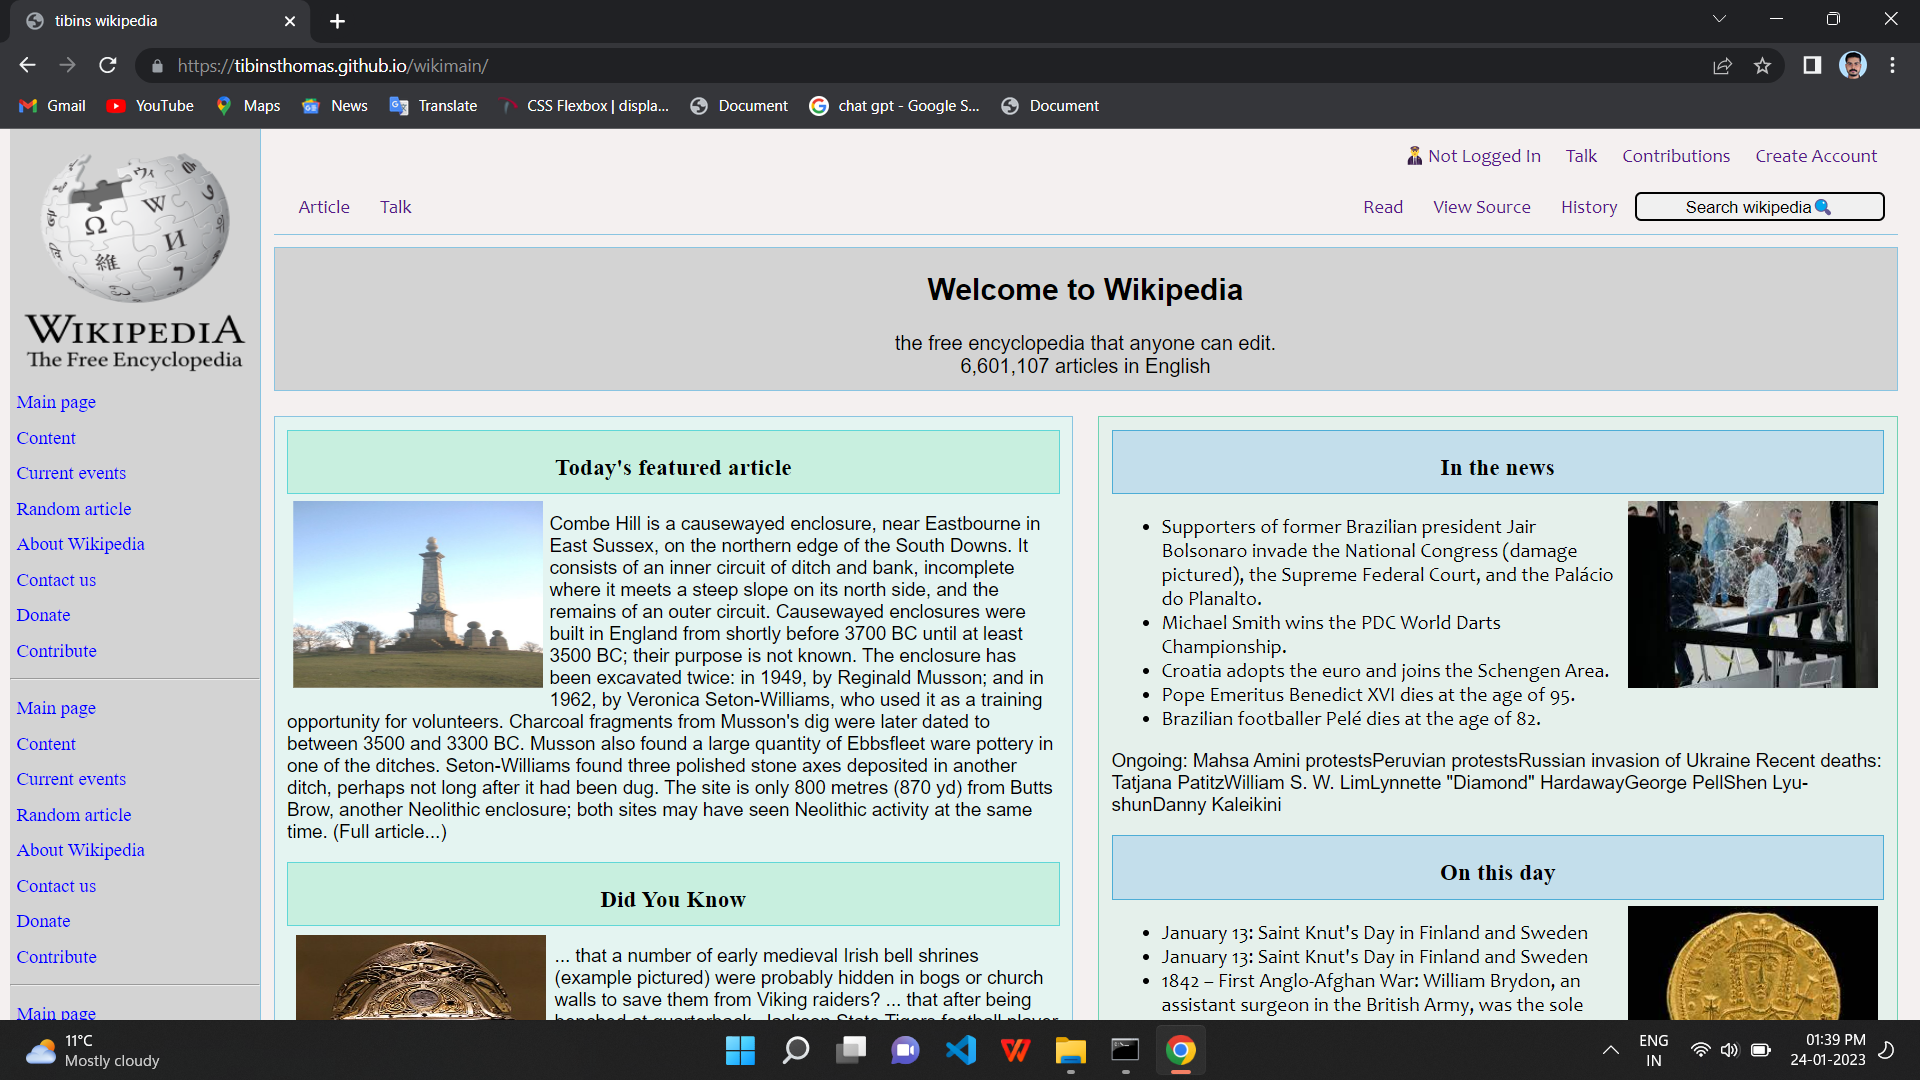 tibins wikipedia
https://tibinsthomas.github.io/wikimain/
Gmail YouTube Maps News Translate CSS Flexbox | displa... Document chat gpt - Google S... Document
WIKIPEDIA
The Free Encyclopedia
Main page
Content
Current events
Random article
About Wikipedia
Contact us
Donate
Contribute
Main page
Content
Current events
Random article
About Wikipedia
Contact us
Donate
Contribute
Main page
Not Logged In Talk Contributions Create Account
Article Talk Read View Source History Search wikipedia
Welcome to Wikipedia
the free encyclopedia that anyone can edit.
6,601,107 articles in English
Today's featured article
Combe Hill is a causewayed enclosure, near Eastbourne in
East Sussex, on the northern edge of the South Downs. It
consists of an inner circuit of ditch and bank, incomplete
where it meets a steep slope on its north side, and the
remains of an outer circuit. Causewayed enclosures were
built in England from shortly before 3700 BC until at least
3500 BC; their purpose is not known. The enclosure has
been excavated twice: in 1949, by Reginald Musson; and in
1962, by Veronica Seton-Williams, who used it as a training
opportunity for volunteers. Charcoal fragments from Musson's dig were later dated to
between 3500 and 3300 BC. Musson also found a large quantity of Ebbsfleet ware pottery in
one of the ditches. Seton-Williams found three polished stone axes deposited in another
ditch, perhaps not long after it had been dug. The site is only 800 metres (870 yd) from Butts
Brow, another Neolithic enclosure; both sites may have seen Neolithic activity at the same
time. (Full article...)
Did You Know
... that a number of early medieval Irish bell shrines
(example pictured) were probably hidden in bogs or church
walls to save them from Viking raiders? ... that after being
benched at quarterback, Jackson State Tigers football player
In the news
Supporters of former Brazilian president Jair
Bolsonaro invade the National Congress (damage
pictured), the Supreme Federal Court, and the Palácio
do Planalto.
Michael Smith wins the PDC World Darts
Championship.
Croatia adopts the euro and joins the Schengen Area.
Pope Emeritus Benedict XVI dies at the age of 95.
Brazilian footballer Pelé dies at the age of 82.
Ongoing: Mahsa Amini protestsPeruvian protestsRussian invasion of Ukraine Recent deaths:
Tatjana PatitzWilliam S. W. LimLynnette "Diamond" HardawayGeorge PellShen Lyu-
shunDanny Kaleikini
On this day
January 13: Saint Knut's Day in Finland and Sweden
January 13: Saint Knut's Day in Finland and Sweden
1842 – First Anglo-Afghan War: William Brydon, an
assistant surgeon in the British Army, was the sole
11°C
Mostly cloudy
ENG
IN
01:39 PM
24-01-2023